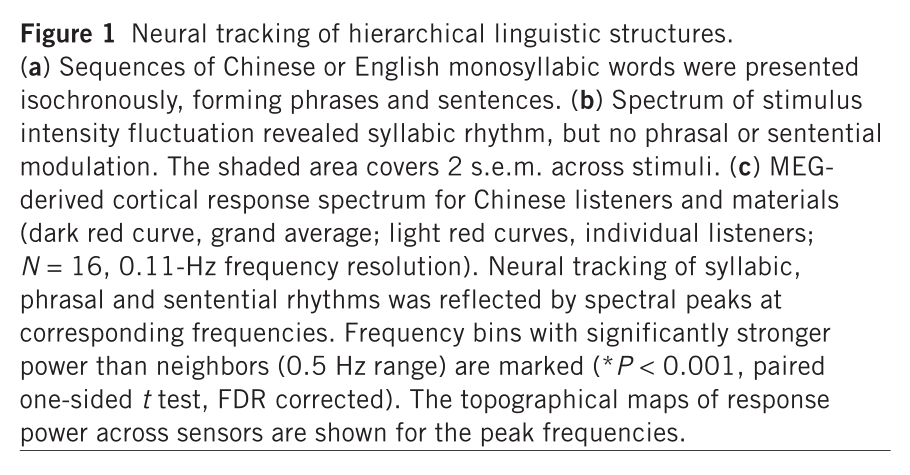 Figure 1 Neural tracking of hierarchical linguistic structures.
(a) Sequences of Chinese or English monosyllabic words were presented
isochronously, forming phrases and sentences. (b) Spectrum of stimulus
intensity fluctuation revealed syllabic rhythm, but no phrasal or sentential
modulation. The shaded area covers 2 s.e.m. across stimuli. (c) MEG-
derived cortical response spectrum for Chinese listeners and materials
(dark red curve, grand average; light red curves, individual listeners;
N = 16, 0.11-Hz frequency resolution). Neural tracking of syllabic,
phrasal and sentential rhythms was reflected by spectral peaks at
corresponding frequencies. Frequency bins with significantly stronger
power than neighbors (0.5 Hz range) are marked (*P < 0.001, paired
one-sided t test, FDR corrected). The topographical maps of response
power across sensors are shown for the peak frequencies.